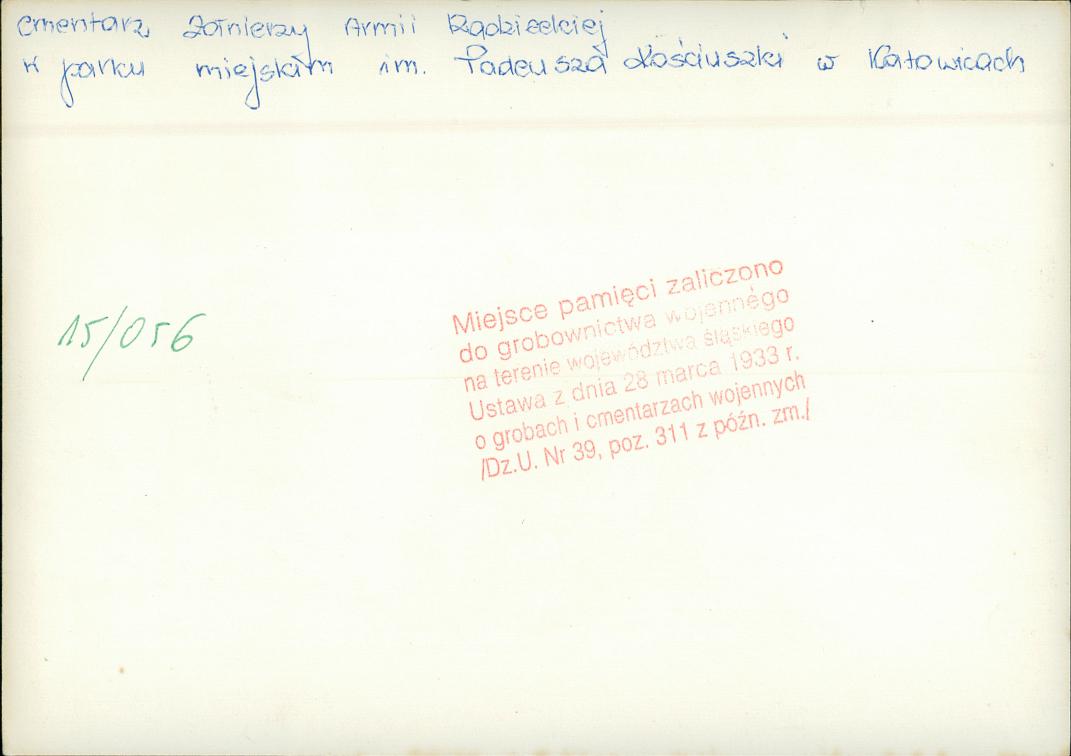 Cmentarz żołnierzy Armii Radzieckiej
w parku miejskim im. Tadeusza Kościuszki w Katowicach
15/056
Miejsce pamięci zaliczono
do grobownictwa wojennego
na terenie województwa śląskiego
Ustawa z dnia 28 marca 1933 r.
o grobach i cmentarzach wojennych
/Dz.U. Nr 39, poz. 311 z późn. zm./